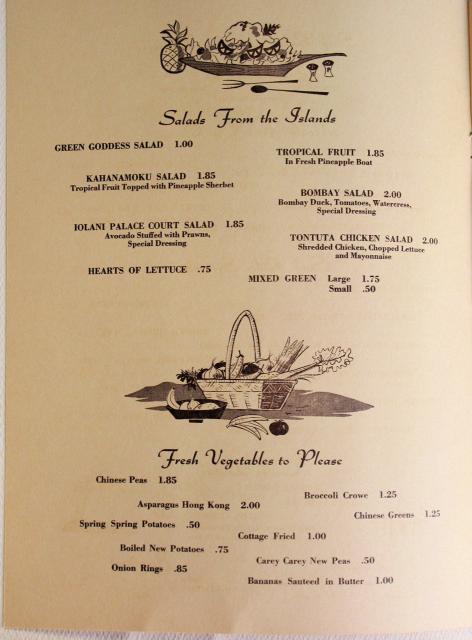 Salads From the Islands
GREEN GODDESS SALAD 1.00
TROPICAL FRUIT 1.85
In Fresh Pineapple Boat
KAHANAMOKU SALAD 1.85
Tropical Fruit Topped with Pineapple Sherbet
BOMBAY SALAD 2.00
Bombay Duck, Tomatoes, Watercress,
Special Dressing
IOLANI PALACE COURT SALAD 1.85
Avocado Stuffed with Prawns,
Special Dressing
TONTUTA CHICKEN SALAD 2.00
Shredded Chicken, Chopped Lettuce
and Mayonnaise
HEARTS OF LETTUCE .75
MIXED GREEN Large 1.75
Small .50
Fresh Vegetables to Please
Chinese Peas 1.85
Broccoli Crowe 1.25
Asparagus Hong Kong 2.00
Chinese Greens 1.25
Spring Spring Potatoes .50
Cottage Fried 1.00
Boiled New Potatoes .75
Carey Carey New Peas .50
Onion Rings .85
Bananas Sauteed in Butter 1.00